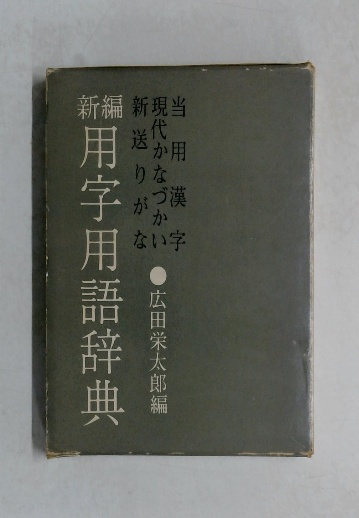 当用漢字
現代かなづかい
新送りがな
●広田栄太郎編
新編
用字用語辞典